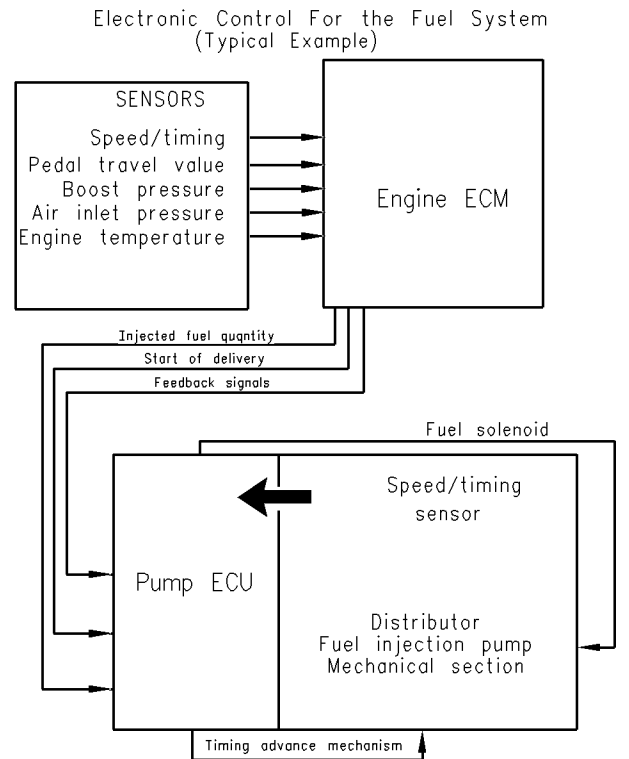 Electronic Control For the Fuel System
(Typical Example)
SENSORS
Speed/timing
Pedal travel value
Boost pressure
Air inlet pressure
Engine temperature
Engine ECM
Injected fuel quqntity
Start of delivery
Feedback signals
Fuel solenoid
Speed/timing
sensor
Pump ECU
Distributor
Fuel injection pump
Mechanical section
Timing advance mechanism